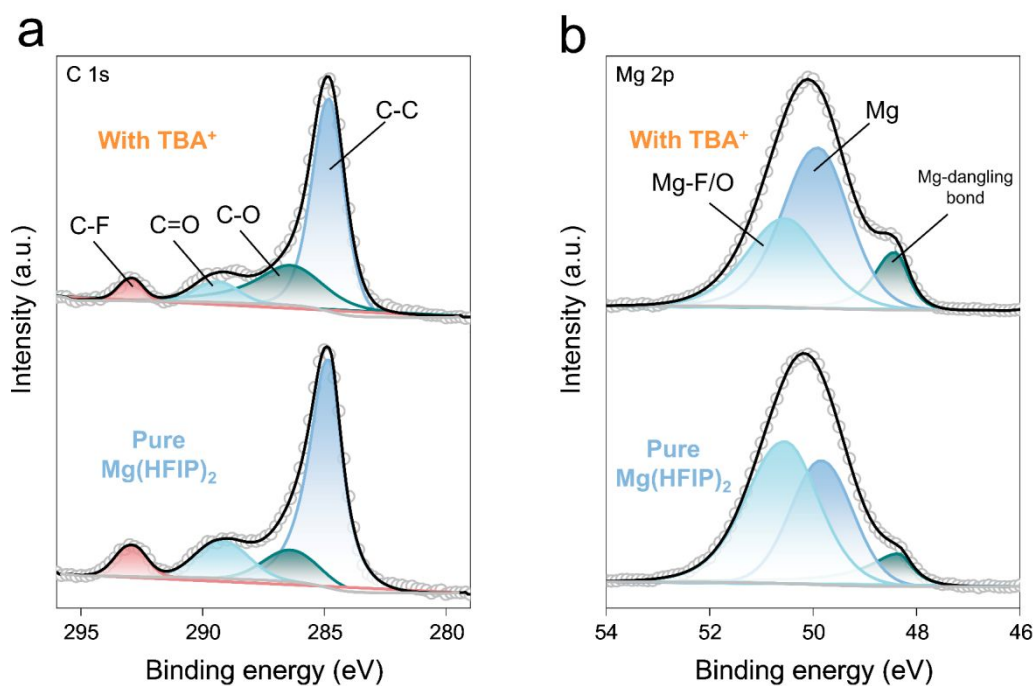 a
C 1s
With TBA⁺
C-C
C-F
C=O
C-O
Pure
Mg(HFIP)₂
Intensity (a.u.)
295
290
285
280
Binding energy (eV)
b
Mg 2p
With TBA⁺
Mg
Mg-F/O
Mg-dangling
bond
Pure
Mg(HFIP)₂
Intensity (a.u.)
54
52
50
48
46
Binding energy (eV)